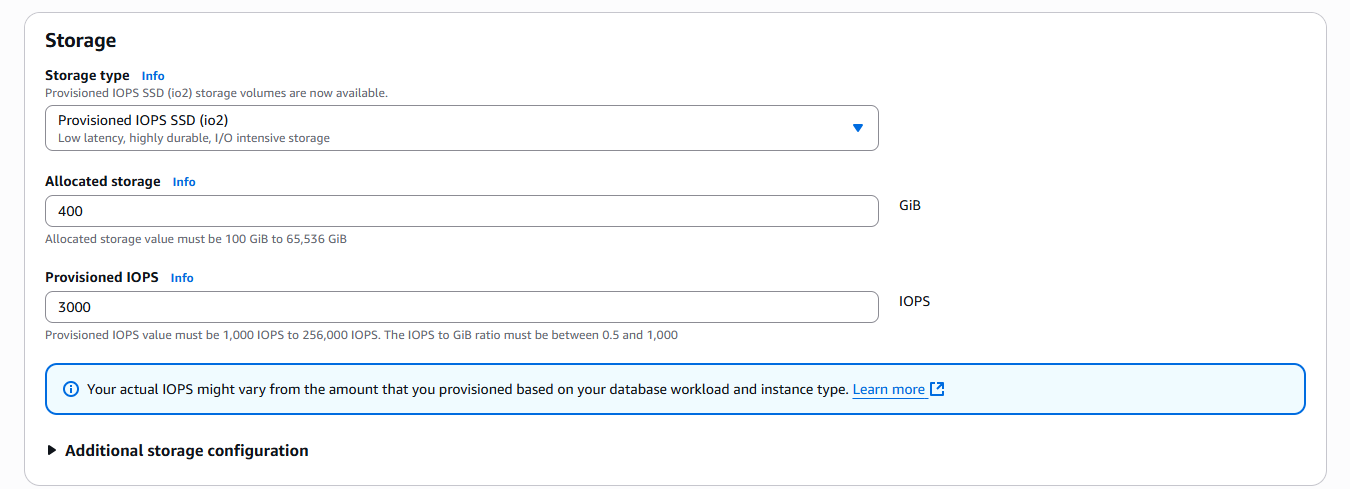 Storage
Storage type Info
Provisioned IOPS SSD (io2) storage volumes are now available.
Provisioned IOPS SSD (io2)
Low latency, highly durable, I/O intensive storage
Allocated storage Info
400 GiB
Allocated storage value must be 100 GiB to 65,536 GiB
Provisioned IOPS Info
3000 IOPS
Provisioned IOPS value must be 1,000 IOPS to 256,000 IOPS. The IOPS to GiB ratio must be between 0.5 and 1,000
Your actual IOPS might vary from the amount that you provisioned based on your database workload and instance type. Learn more
Additional storage configuration